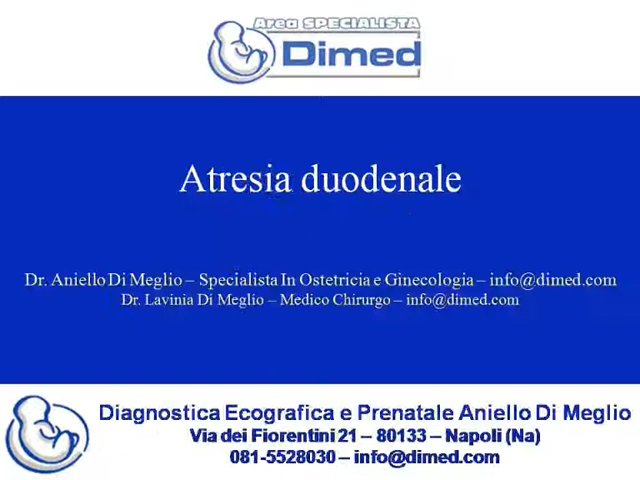 Area SPECIALISTA
Dimed
Atresia duodenale
Dr. Aniello Di Meglio – Specialista In Ostetricia e Ginecologia – info@dimed.com
Dr. Lavinia Di Meglio – Medico Chirurgo – info@dimed.com
Diagnostica Ecografica e Prenatale Aniello Di Meglio
Via dei Fiorentini 21 – 80133 – Napoli (Na)
081-5528030 – info@dimed.com